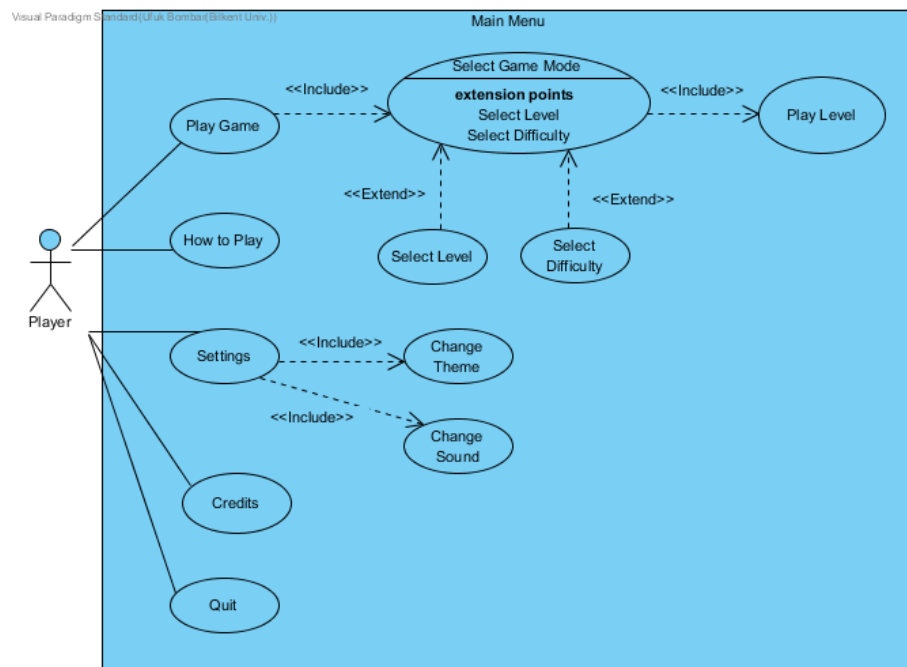 Visual Paradigm Standard(Ufuk Bombar(Bilkent Univ.))
Main Menu
Select Game Mode
extension points
Select Level
Select Difficulty
<<Include>>
<<Include>>
Play Game
Play Level
<<Extend>>
<<Extend>>
How to Play
Select Level
Select
Difficulty
Player
Settings
<<Include>>
Change
Theme
<<Include>>
Change
Sound
Credits
Quit